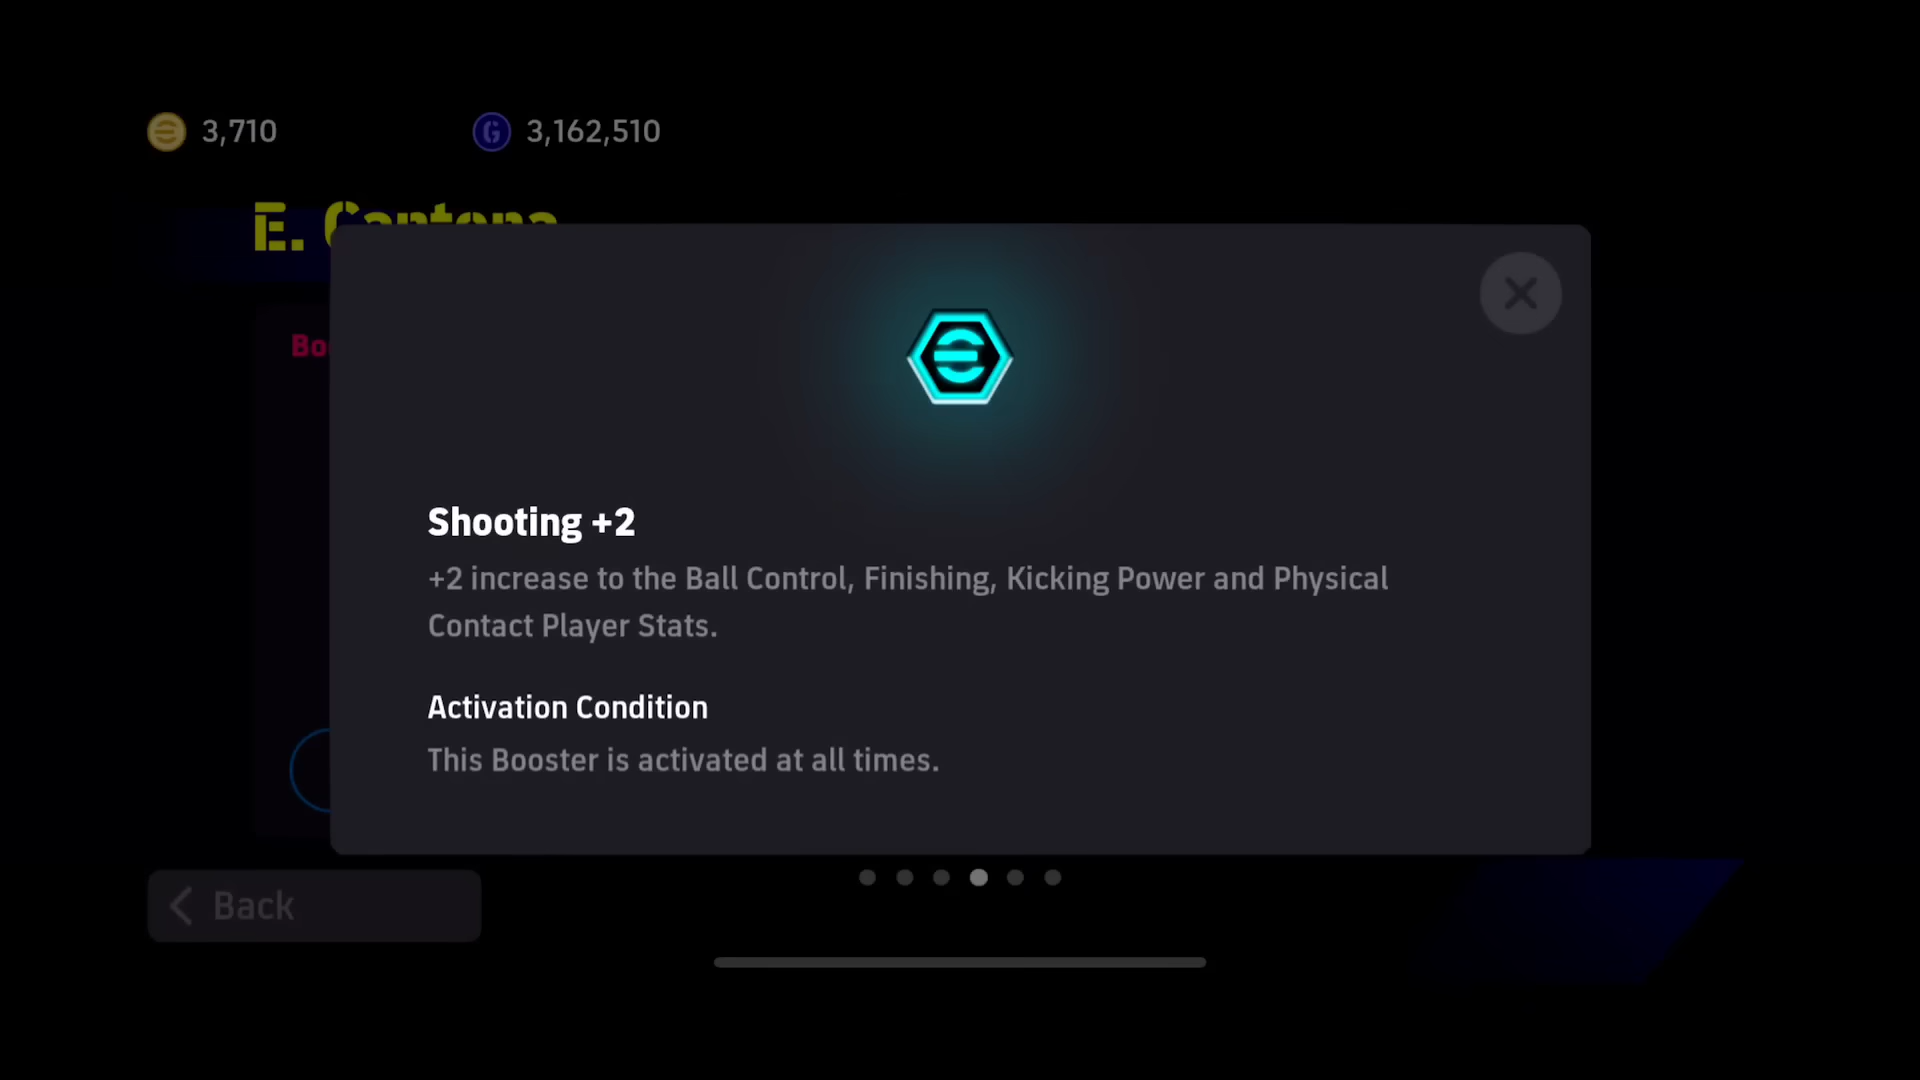 3,710
3,162,510
E. Cantona
Bo
Shooting +2
+2 increase to the Ball Control, Finishing, Kicking Power and Physical
Contact Player Stats.
Activation Condition
This Booster is activated at all times.
Back